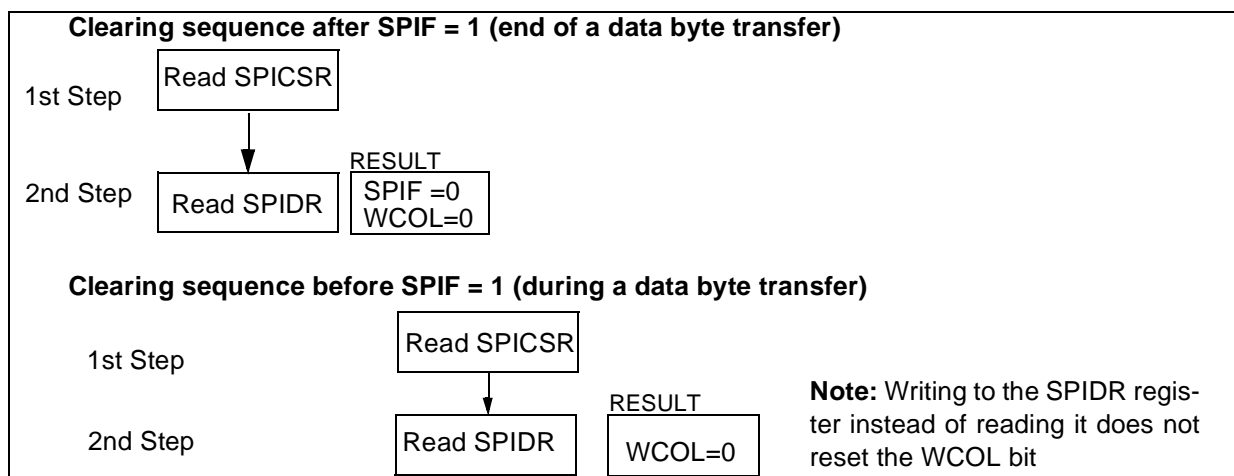 Clearing sequence after SPIF = 1 (end of a data byte transfer)
1st Step
Read SPICSR
2nd Step
Read SPIDR
RESULT
SPIF =0
WCOL=0
Clearing sequence before SPIF = 1 (during a data byte transfer)
1st Step
Read SPICSR
2nd Step
Read SPIDR
RESULT
WCOL=0
Note: Writing to the SPIDR regis-
ter instead of reading it does not
reset the WCOL bit